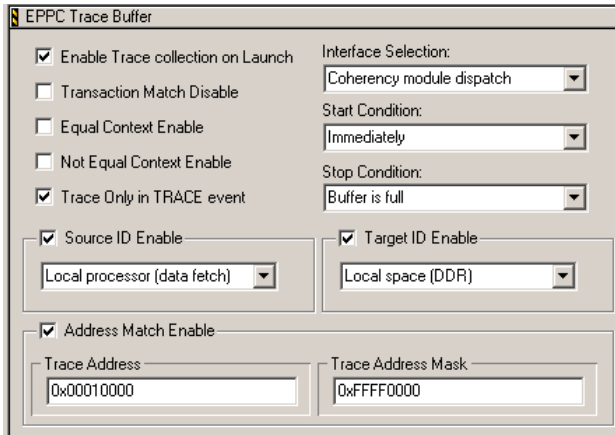 EPPC Trace Buffer
Enable Trace collection on Launch
Transaction Match Disable
Equal Context Enable
Not Equal Context Enable
Trace Only in TRACE event
Interface Selection:
Coherency module dispatch
Start Condition:
Immediately
Stop Condition:
Buffer is full
Source ID Enable
Local processor (data fetch)
Target ID Enable
Local space (DDR)
Address Match Enable
Trace Address
0x00010000
Trace Address Mask
0xFFFF0000